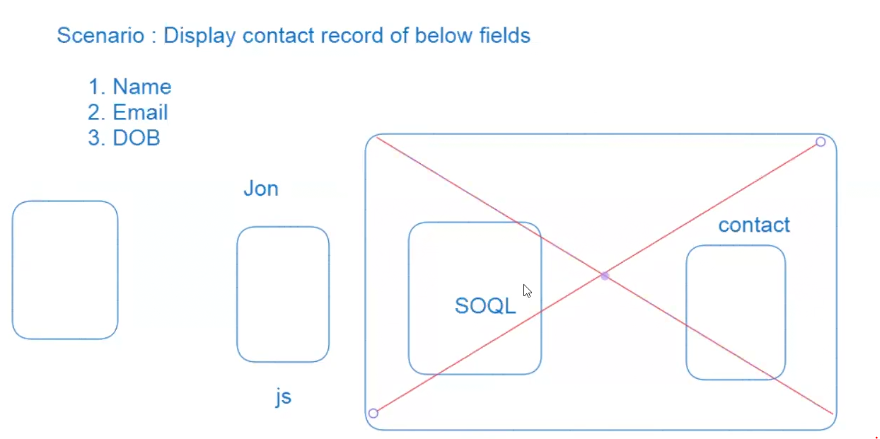 Scenario : Display contact record of below fields
1. Name
2. Email
3. DOB
Jon
contact
SOQL
js